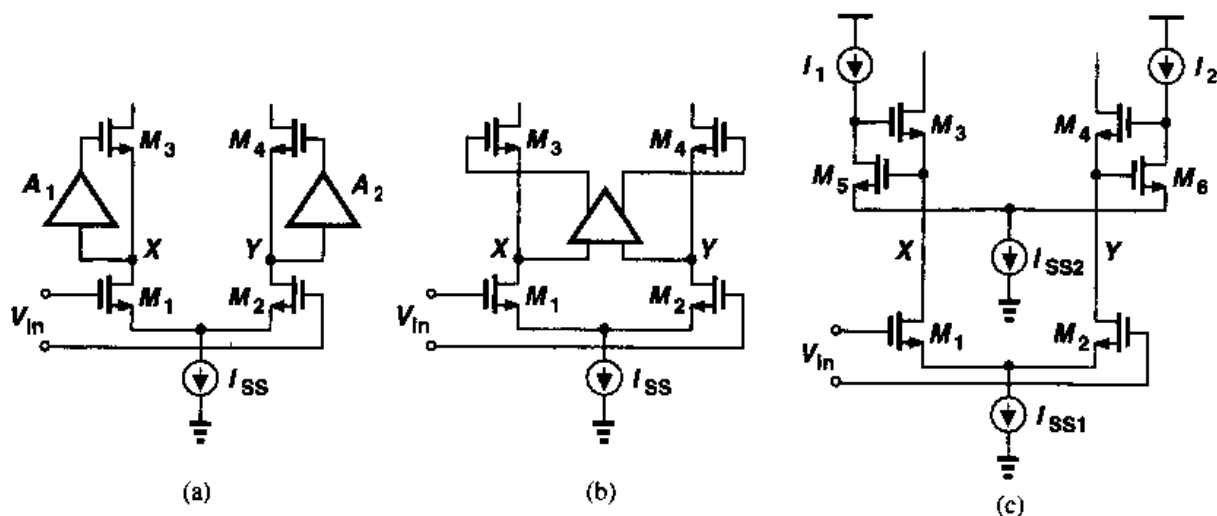 A1
M3
M4
A2
X
Y
M1
M2
Vin
ISS
(a)
M3
M4
X
Y
M1
M2
Vin
ISS
(b)
I1
I2
M3
M4
M5
M6
X
Y
ISS2
M1
M2
Vin
ISS1
(c)